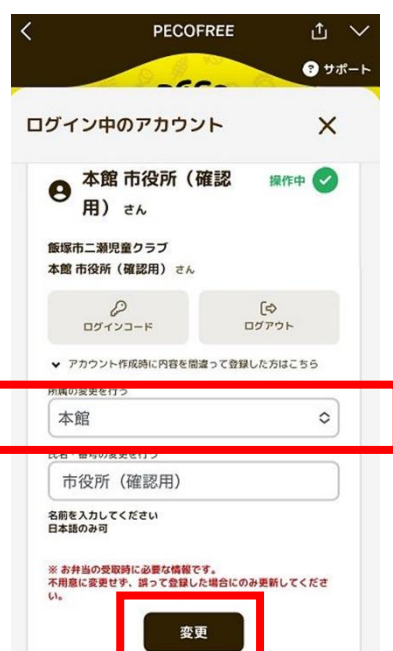 PECOFREE
サポート
ログイン中のアカウント
本館 市役所（確認
用） さん
操作中
飯塚市二瀬児童クラブ
本館 市役所（確認用） さん
ログインコード
ログアウト
アカウント作成時に内容を間違って登録した方はこちら
所属の変更を行う
本館
氏名・番号の変更を行う
市役所（確認用）
名前を入力してください
日本語のみ可
※ お弁当の受取時に必要な情報です。
不用意に変更せず、誤って登録した場合にのみ更新してくださ
い。
変更